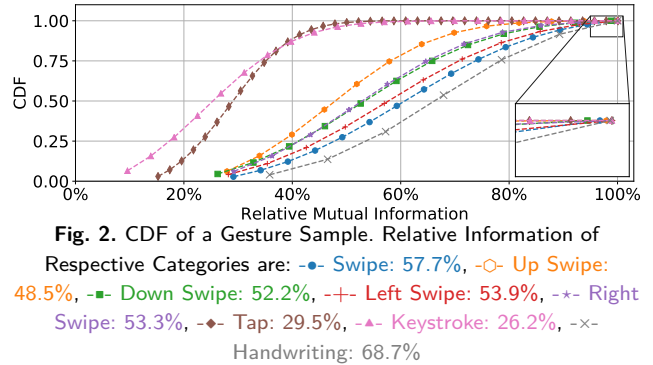 1.00
0.75
0.50
0.25
0.00
CDF
0% 20% 40% 60% 80% 100%
Relative Mutual Information
Fig. 2. CDF of a Gesture Sample. Relative Information of
Respective Categories are: -●- Swipe: 57.7%, -⬡- Up Swipe:
48.5%, -■- Down Swipe: 52.2%, -+- Left Swipe: 53.9%, -★- Right
Swipe: 53.3%, -◆- Tap: 29.5%, -▲- Keystroke: 26.2%, -×-
Handwriting: 68.7%